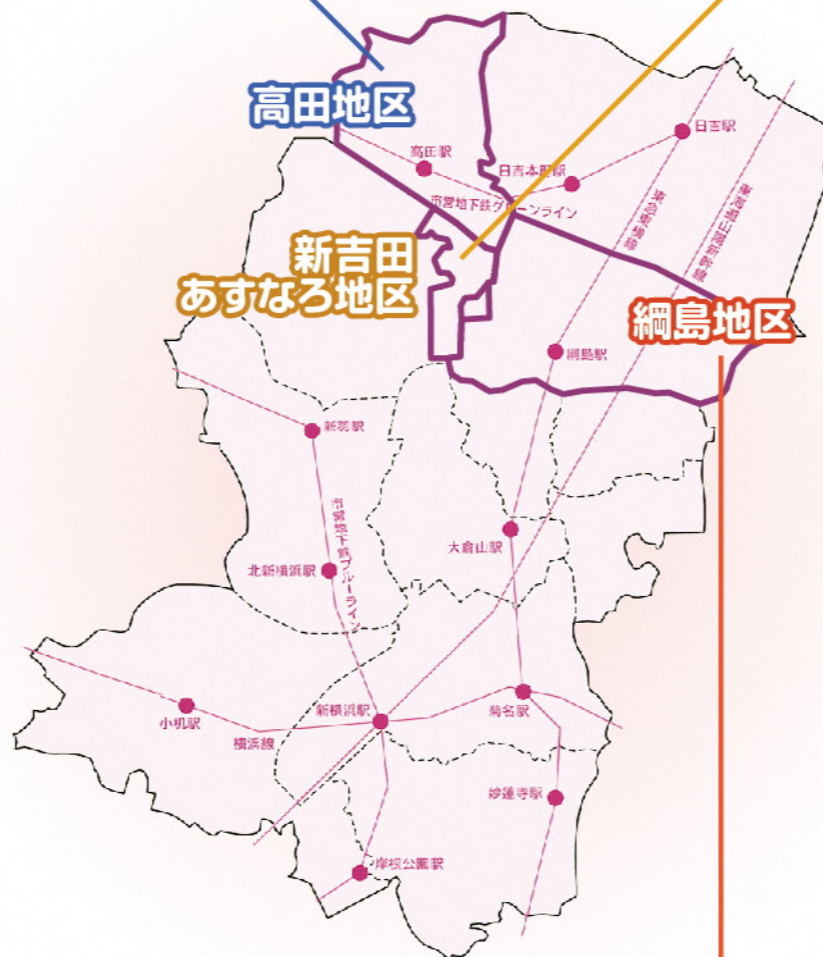 高田地区
日吉駅
高田駅
日吉本町駅
市営地下鉄グリーンライン
東急東横線
東海道山陽新幹線
新吉田
あすなろ地区
綱島地区
綱島駅
新羽駅
市営地下鉄ブルーライン
大倉山駅
北新横浜駅
小机駅
横浜線
新横浜駅
菊名駅
妙蓮寺駅
岸根公園駅